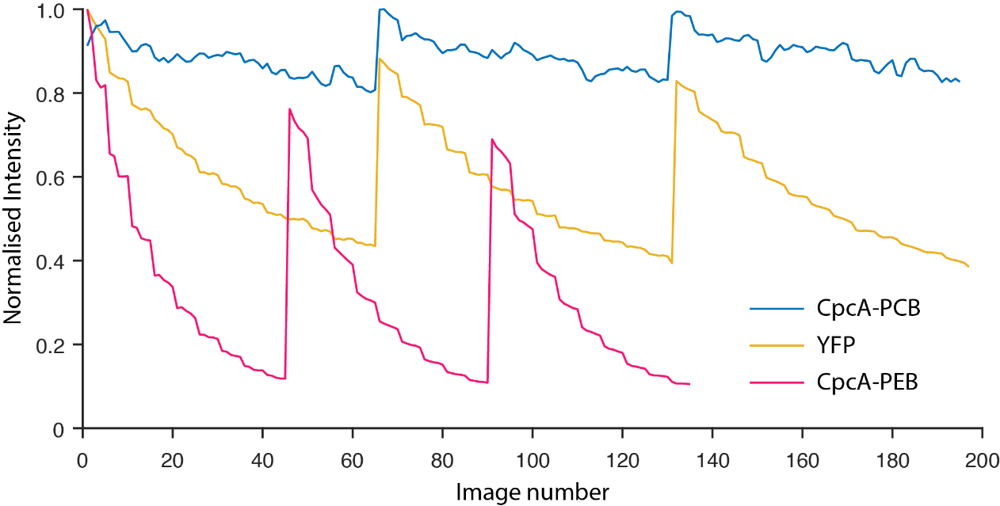 1.0
0.8
0.6
0.4
0.2
0
Normalised Intensity
CpcA-PCB
YFP
CpcA-PEB
0 20 40 60 80 100 120 140 160 180 200
Image number